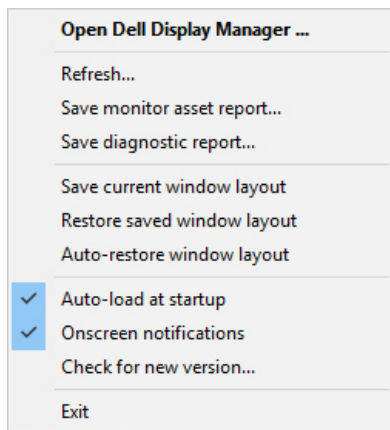 Open Dell Display Manager ...
Refresh...
Save monitor asset report...
Save diagnostic report...
Save current window layout
Restore saved window layout
Auto-restore window layout
Auto-load at startup
Onscreen notifications
Check for new version...
Exit